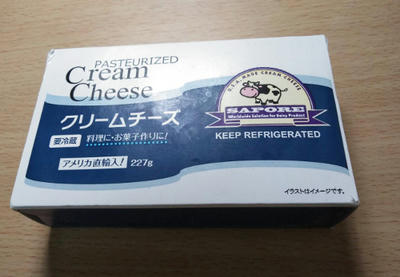 PASTEURIZED
Cream
Cheese
クリームチーズ
要冷蔵 料理に・お菓子作りに!
アメリカ直輸入! 227g
U.S.A. MADE CREAM CHEESE
SAPORE
Worldwide Solution for Dairy Product
KEEP REFRIGERATED
イラストはイメージです。